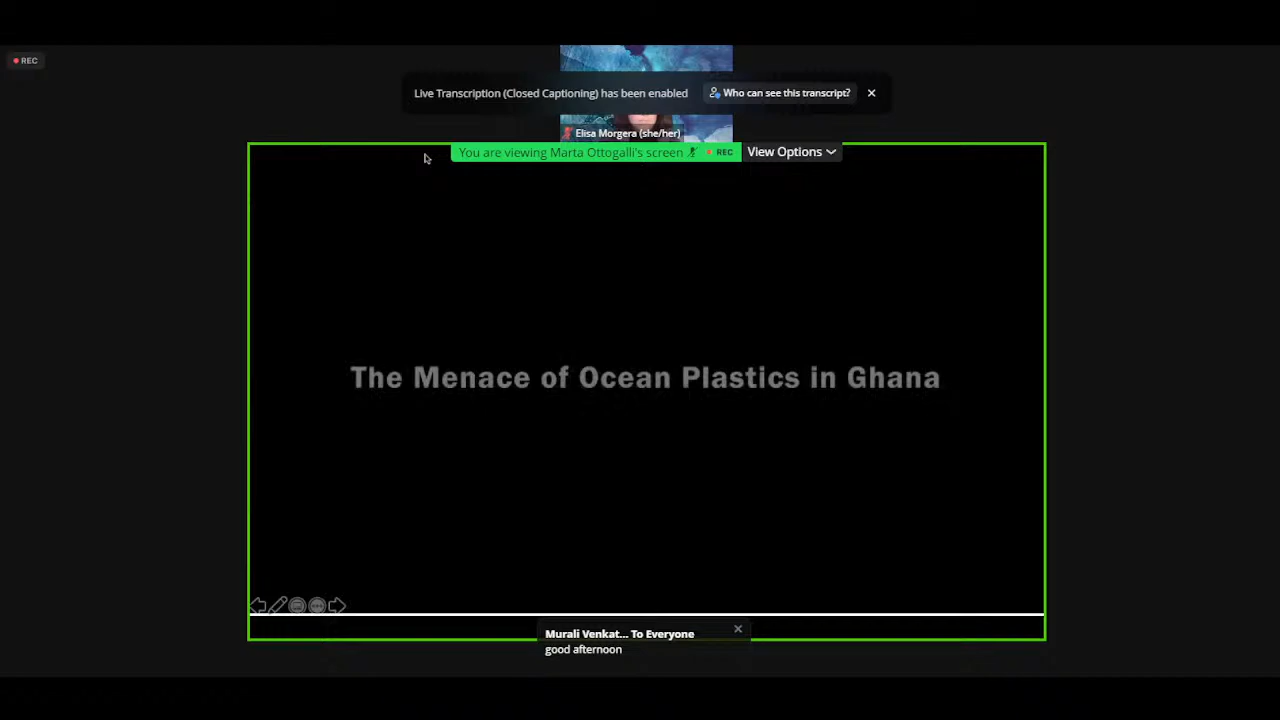 REC
Live Transcription (Closed Captioning) has been enabled
Who can see this transcript?
Elisa Morgera (she/her)
You are viewing Marta Ottogalli's screen
REC
View Options
The Menace of Ocean Plastics in Ghana
Murali Venkat... To Everyone
good afternoon